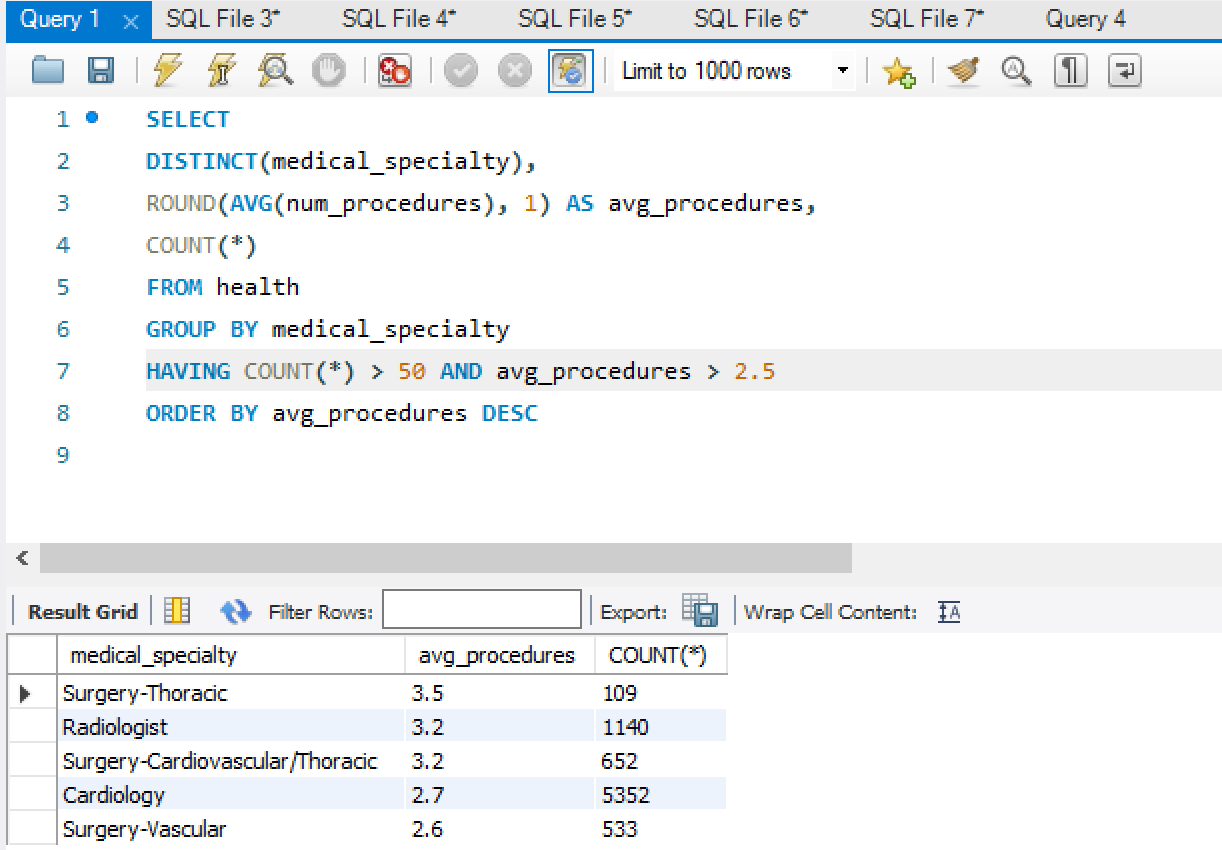 Query 1 × SQL File 3* SQL File 4* SQL File 5* SQL File 6* SQL File 7* Query 4
Limit to 1000 rows
1 SELECT
2 DISTINCT(medical_specialty),
3 ROUND(AVG(num_procedures), 1) AS avg_procedures,
4 COUNT(*)
5 FROM health
6 GROUP BY medical_specialty
7 HAVING COUNT(*) > 50 AND avg_procedures > 2.5
8 ORDER BY avg_procedures DESC
9
Result Grid Filter Rows: Export: Wrap Cell Content:
medical_specialty avg_procedures COUNT(*)
Surgery-Thoracic 3.5 109
Radiologist 3.2 1140
Surgery-Cardiovascular/Thoracic 3.2 652
Cardiology 2.7 5352
Surgery-Vascular 2.6 533